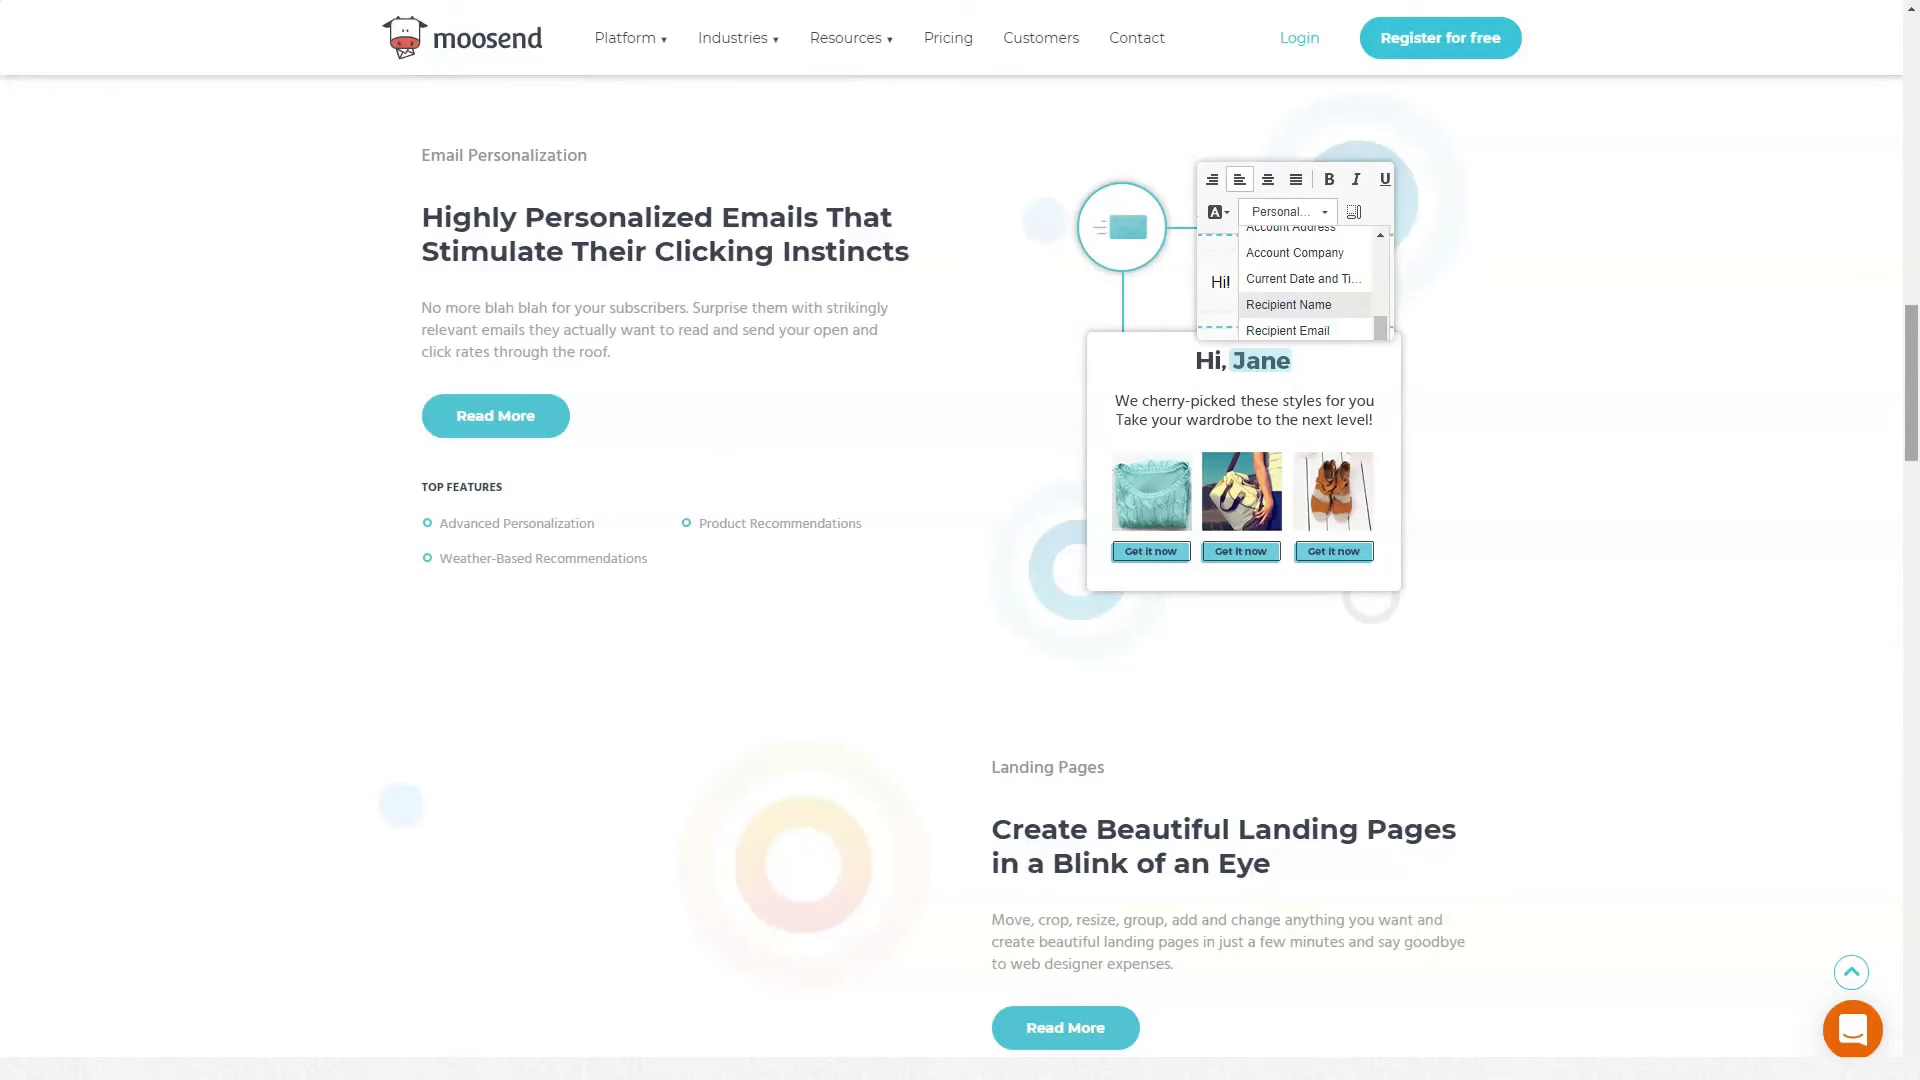 moosend
Platform ▾
Industries ▾
Resources ▾
Pricing
Customers
Contact
Login
Register for free
Email Personalization
Highly Personalized Emails That
Stimulate Their Clicking Instincts
No more blah blah for your subscribers. Surprise them with strikingly
relevant emails they actually want to read and send your open and
click rates through the roof.
Read More
TOP FEATURES
Advanced Personalization
Product Recommendations
Weather-Based Recommendations
B I U
A
Personal...
Account Address
Account Company
Current Date and Ti...
Hi!
Recipient Name
Recipient Email
Hi, Jane
We cherry-picked these styles for you
Take your wardrobe to the next level!
Get it now
Get it now
Get it now
Landing Pages
Create Beautiful Landing Pages
in a Blink of an Eye
Move, crop, resize, group, add and change anything you want and
create beautiful landing pages in just a few minutes and say goodbye
to web designer expenses.
Read More